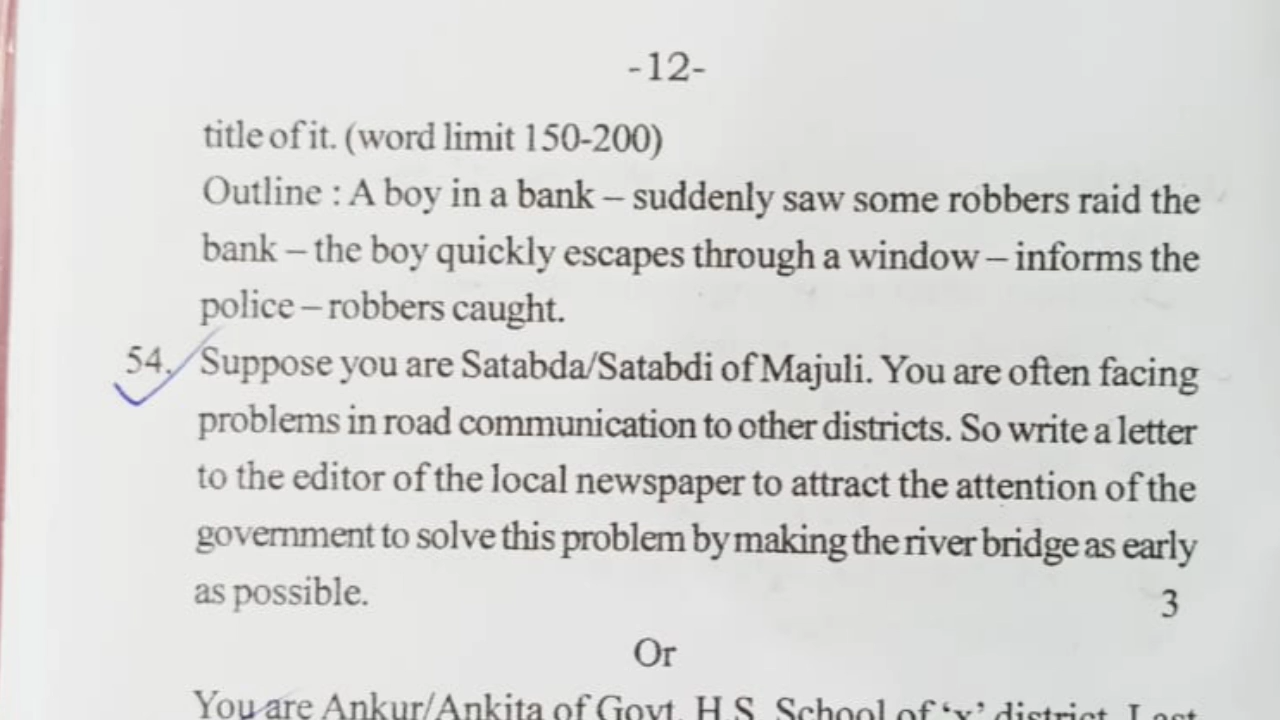 -12-
title of it. (word limit 150-200)
Outline : A boy in a bank – suddenly saw some robbers raid the
bank – the boy quickly escapes through a window – informs the
police – robbers caught.
54. Suppose you are Satabda/Satabdi of Majuli. You are often facing
problems in road communication to other districts. So write a letter
to the editor of the local newspaper to attract the attention of the
government to solve this problem by making the river bridge as early
as possible. 3
Or
You are Ankur/Ankita of Govt. H.S. School of ‘x’ district. Last